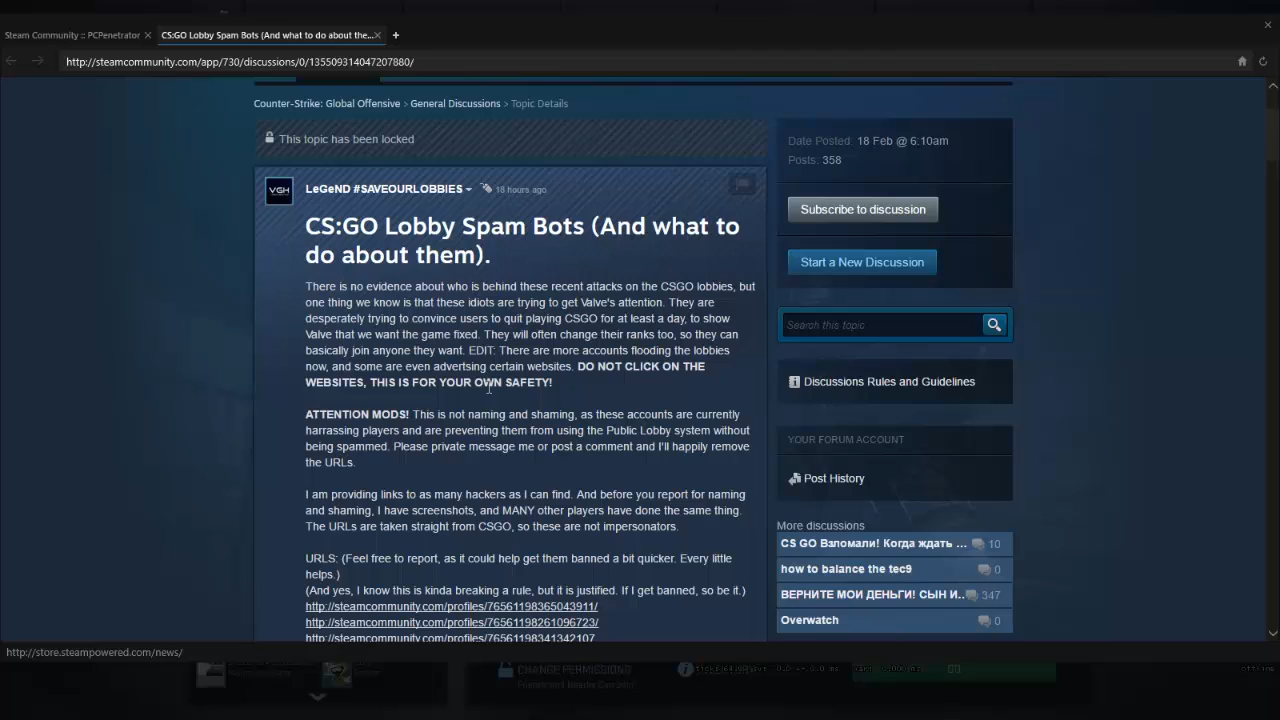 Steam Community :: PCPenetrator
CS:GO Lobby Spam Bots (And what to do about the...
http://steamcommunity.com/app/730/discussions/0/135509314047207880/
Counter-Strike: Global Offensive > General Discussions > Topic Details
This topic has been locked
VGH
LeGeND #SAVEOURLOBBIES 18 hours ago
CS:GO Lobby Spam Bots (And what to
do about them).
There is no evidence about who is behind these recent attacks on the CSGO lobbies, but
one thing we know is that these idiots are trying to get Valve's attention. They are
desperately trying to convince users to quit playing CSGO for at least a day, to show
Valve that we want the game fixed. They will often change their ranks too, so they can
basically join anyone they want. EDIT: There are more accounts flooding the lobbies
now, and some are even advertsing certain websites. DO NOT CLICK ON THE
WEBSITES, THIS IS FOR YOUR OWN SAFETY!
ATTENTION MODS! This is not naming and shaming, as these accounts are currently
harrassing players and are preventing them from using the Public Lobby system without
being spammed. Please private message me or post a comment and I'll happily remove
the URLs.
I am providing links to as many hackers as I can find. And before you report for naming
and shaming, I have screenshots, and MANY other players have done the same thing.
The URLs are taken straight from CSGO, so these are not impersonators.
URLS: (Feel free to report, as it could help get them banned a bit quicker. Every little
helps.)
(And yes, I know this is kinda breaking a rule, but it is justified. If I get banned, so be it.)
http://steamcommunity.com/profiles/76561198365043911/
http://steamcommunity.com/profiles/76561198261096723/
http://steamcommunity.com/profiles/76561198341342107
Date Posted: 18 Feb @ 6:10am
Posts: 358
Subscribe to discussion
Start a New Discussion
Search this topic
Discussions Rules and Guidelines
YOUR FORUM ACCOUNT
Post History
More discussions
CS GO Взломали! Когда ждать ... 10
how to balance the tec9 0
ВЕРНИТЕ МОИ ДЕНЬГИ! СЫН И... 347
Overwatch 0
http://store.steampowered.com/news/
CHANGE PERMISSIONS